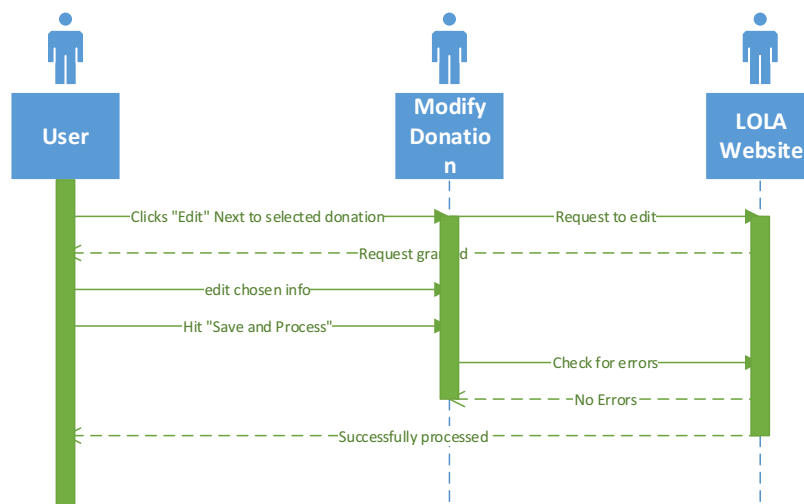 User
Modify
Donatio
n
LOLA
Website
Clicks "Edit" Next to selected donation
Request to edit
Request granted
edit chosen info
Hit "Save and Process"
Check for errors
No Errors
Successfully processed